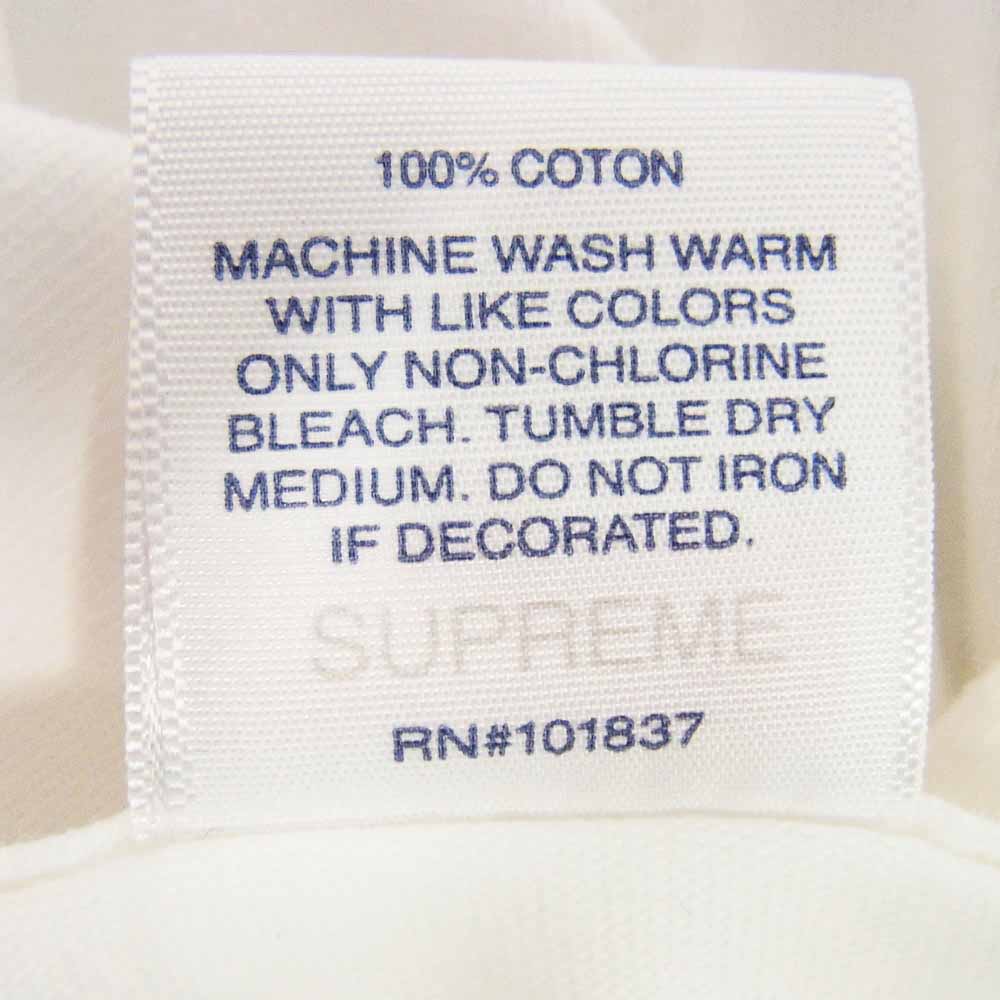 100% COTON
MACHINE WASH WARM
WITH LIKE COLORS
ONLY NON-CHLORINE
BLEACH. TUMBLE DRY
MEDIUM. DO NOT IRON
IF DECORATED.
SUPREME
RN#101837